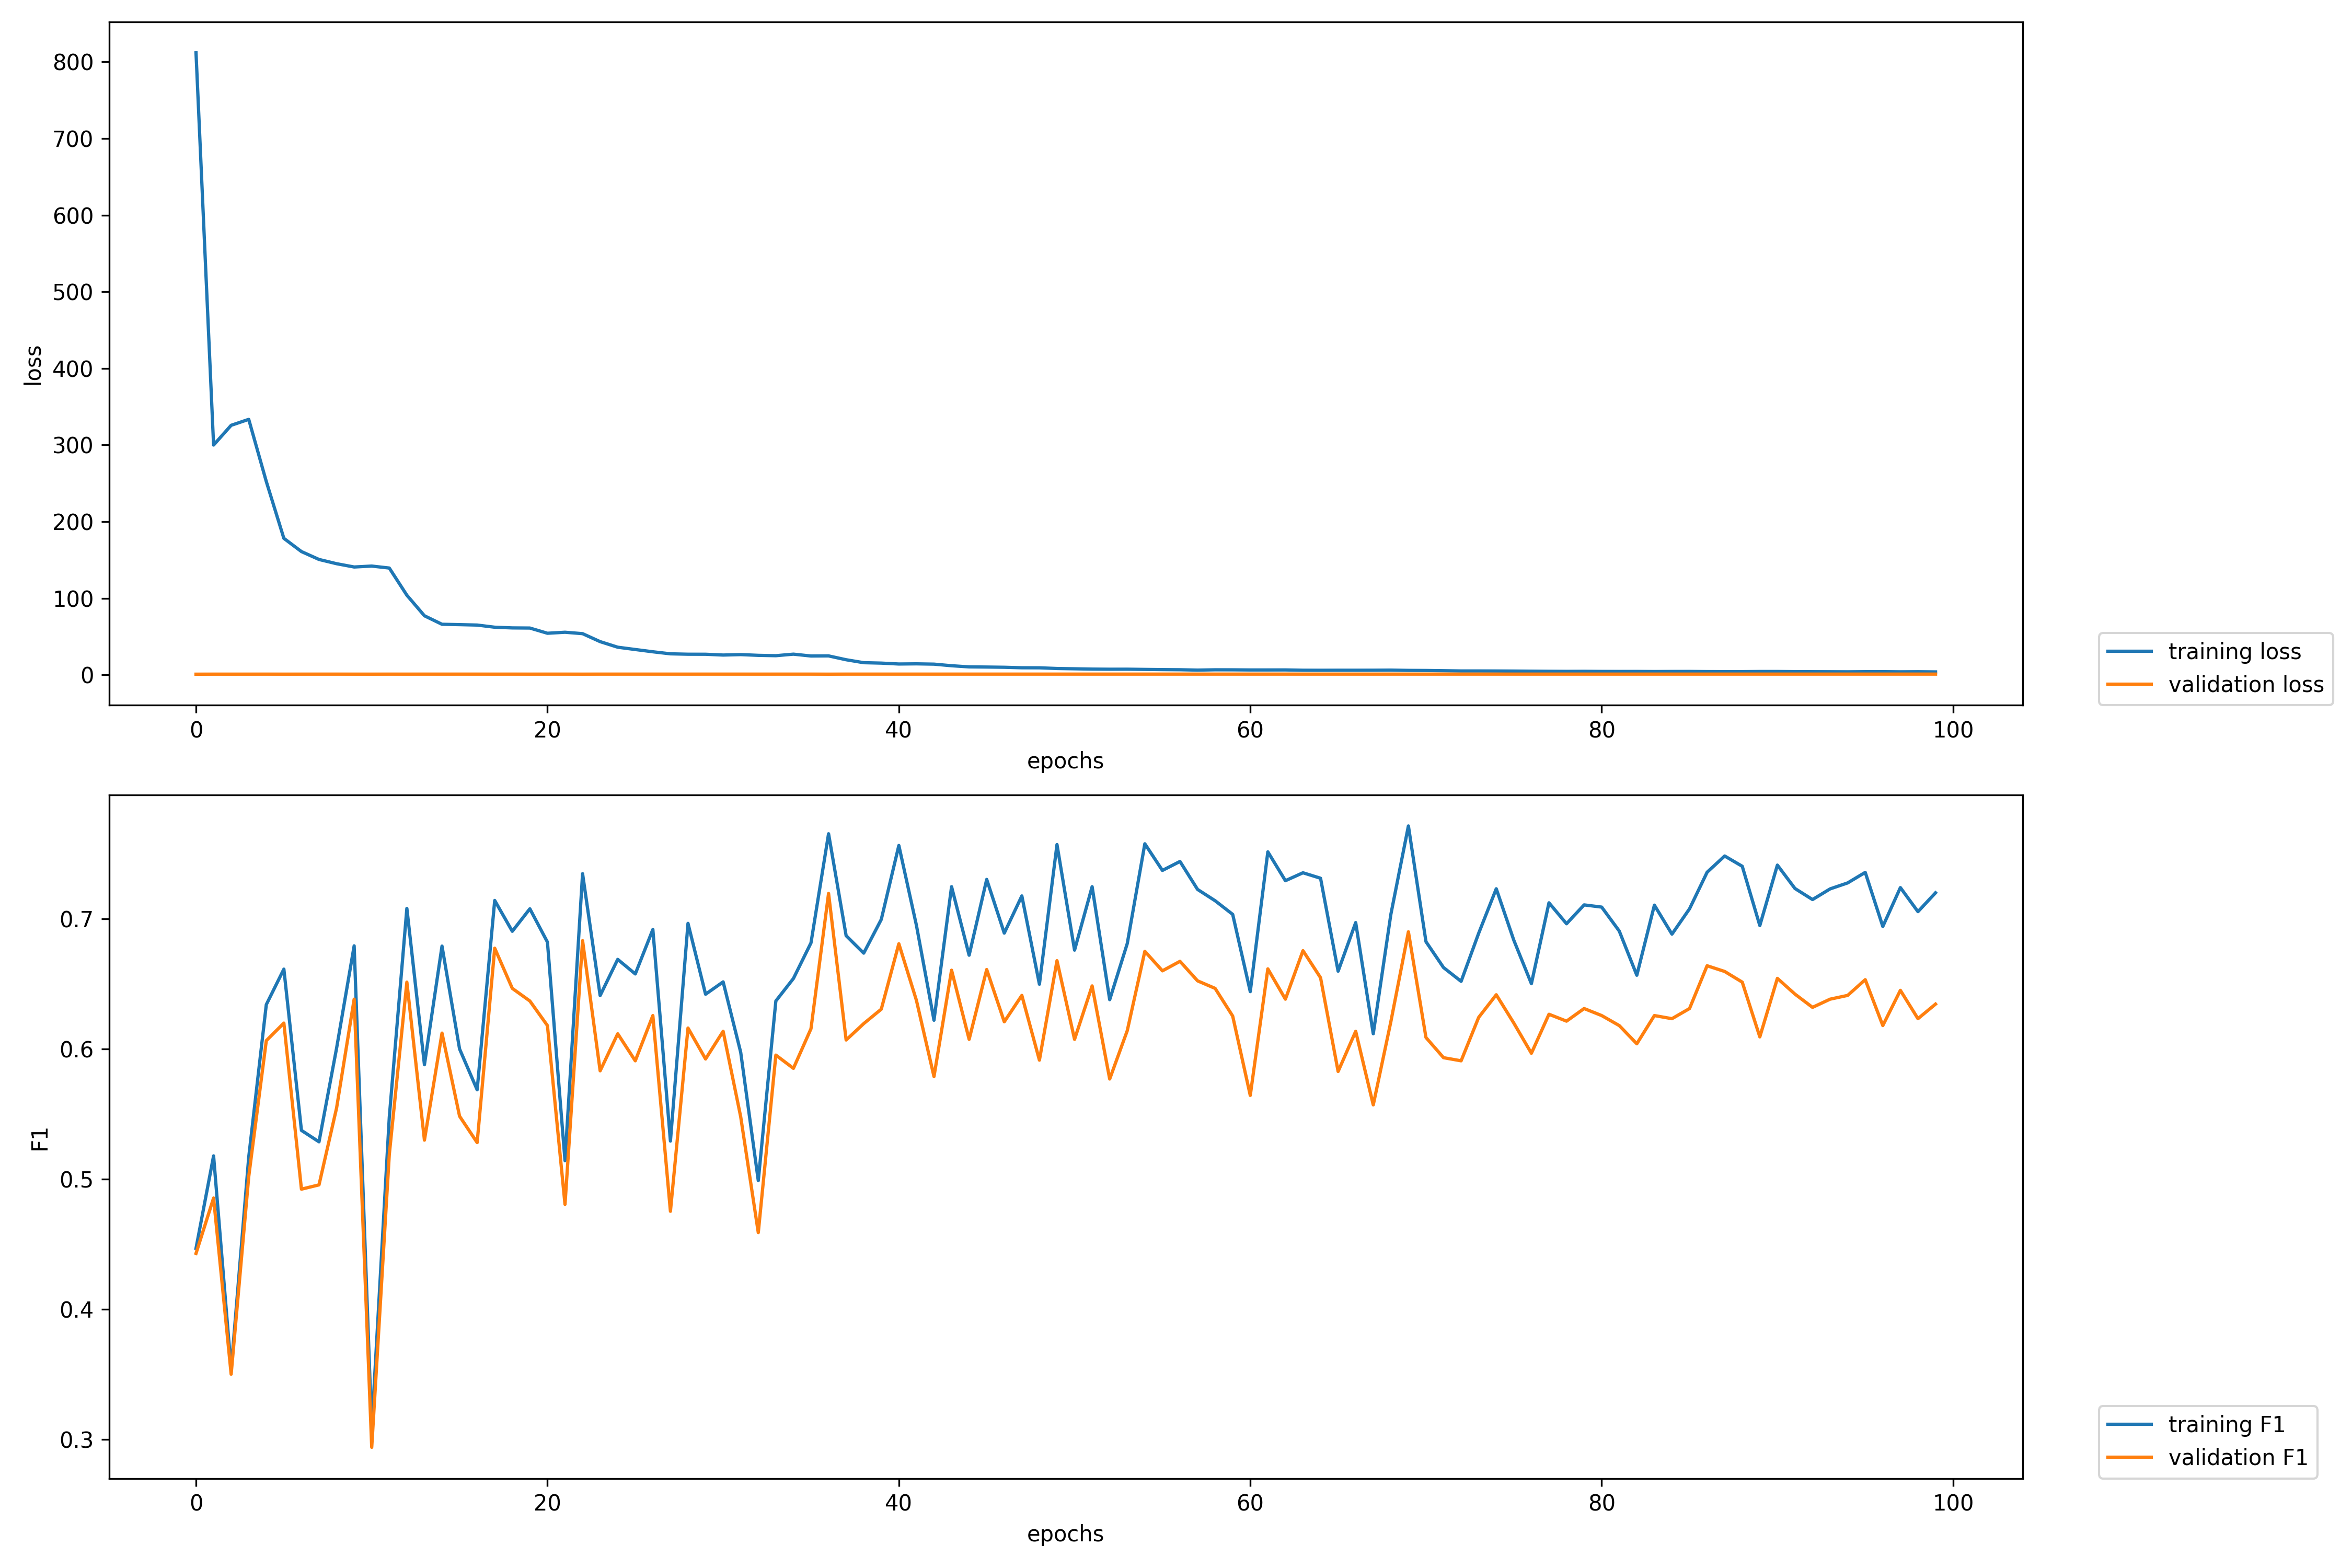 800
700
600
500
400
300
200
100
0
loss
0 20 40 60 80 100
epochs
training loss
validation loss
0.7
0.6
0.5
0.4
0.3
F1
0 20 40 60 80 100
epochs
training F1
validation F1